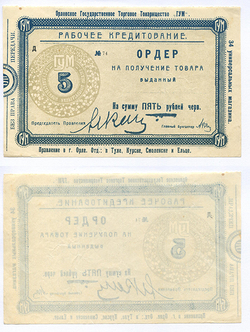 Орловское Государственное Торговое Товарищество „ГУМ“
РАБОЧЕЕ КРЕДИТОВАНИЕ.
Д №
ГУМ
5
ОРДЕР
НА ПОЛУЧЕНИЕ ТОВАРА
ВЫДАННЫЙ
На сумму ПЯТЬ рублей черв.
Председатель Правления
Главный Бухгалтер
Правление в г. Орле. Отд.: в Туле, Курске, Смоленске и Ельце.
БЕЗ ПРАВА ПЕРЕДАЧИ
34 универсальных магазина.